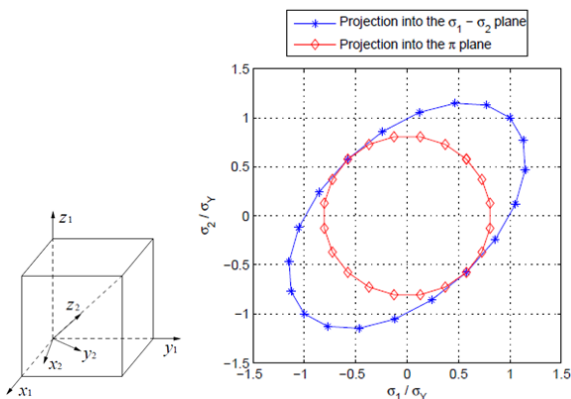 Projection into the σ₁ − σ₂ plane
Projection into the π plane
1.5
1
0.5
0
−0.5
−1
−1.5
−1.5
−1
−0.5
0
0.5
1
1.5
σ₂ / σ_Y
σ₁ / σ_Y
z₁
z₂
y₂
x₂
y₁
x₁